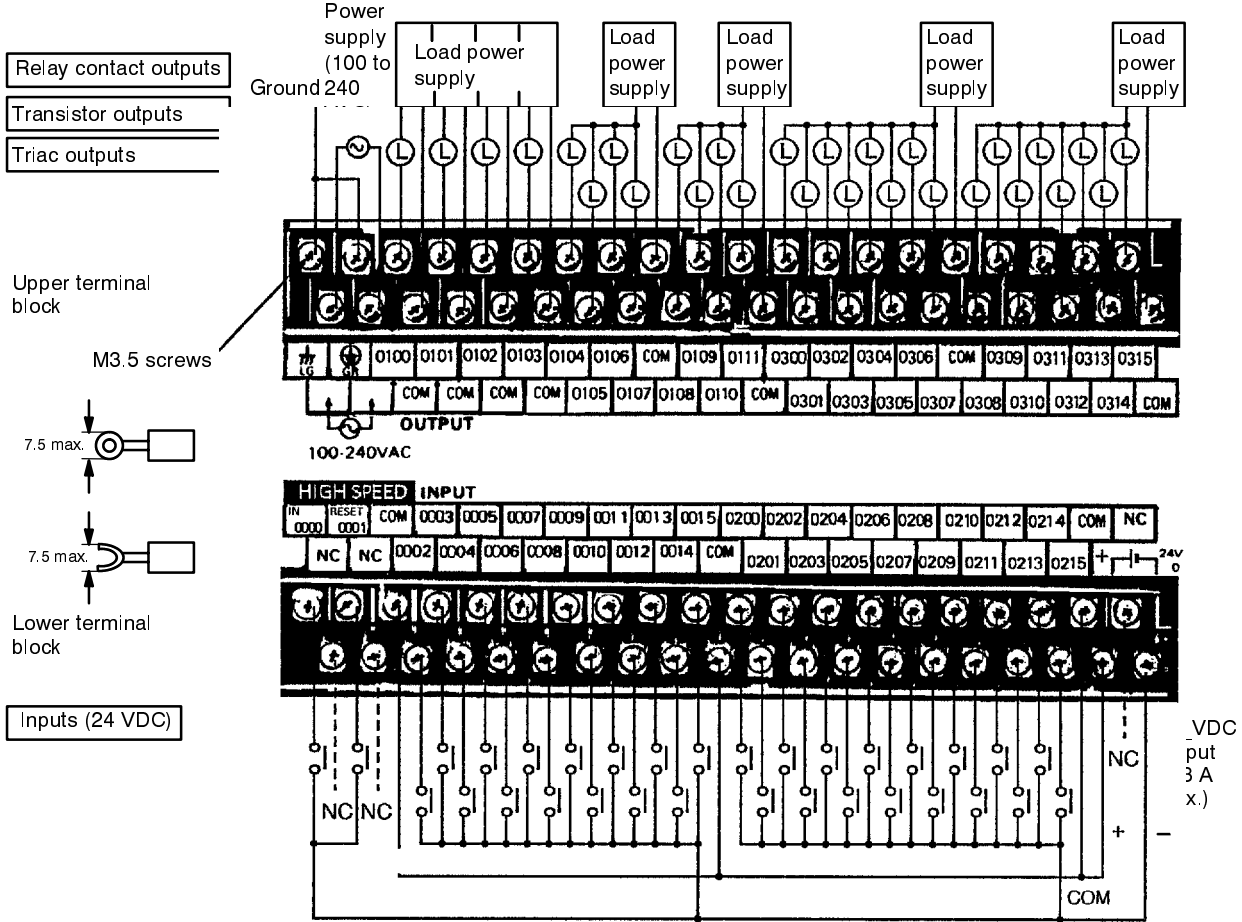 Power
supply
(100 to
240
Ground
Load power
supply
Load
power
supply
Load
power
supply
Load
power
supply
Load
power
supply
Relay contact outputs
Transistor outputs
Triac outputs
L L L L L L L L L L L L L L L L
L L L L L L L L L L L L
Upper terminal
block
M3.5 screws
LG GR 0100 0101 0102 0103 0104 0106 COM 0109 0111 0300 0302 0304 0306 COM 0309 0311 0313 0315
COM COM COM COM 0105 0107 0108 0110 COM 0301 0303 0305 0307 0308 0310 0312 0314 COM
OUTPUT
100-240VAC
7.5 max.
7.5 max.
HIGH SPEED INPUT
IN 0000 RESET 0001 COM 0003 0005 0007 0009 0011 0013 0015 0200 0202 0204 0206 0208 0210 0212 0214 COM NC
NC NC 0002 0004 0006 0008 0010 0012 0014 COM 0201 0203 0205 0207 0209 0211 0213 0215 + 24V 0
Lower terminal
block
Inputs (24 VDC)
VDC
put
A
x.)
NC NC
NC
+ −
COM